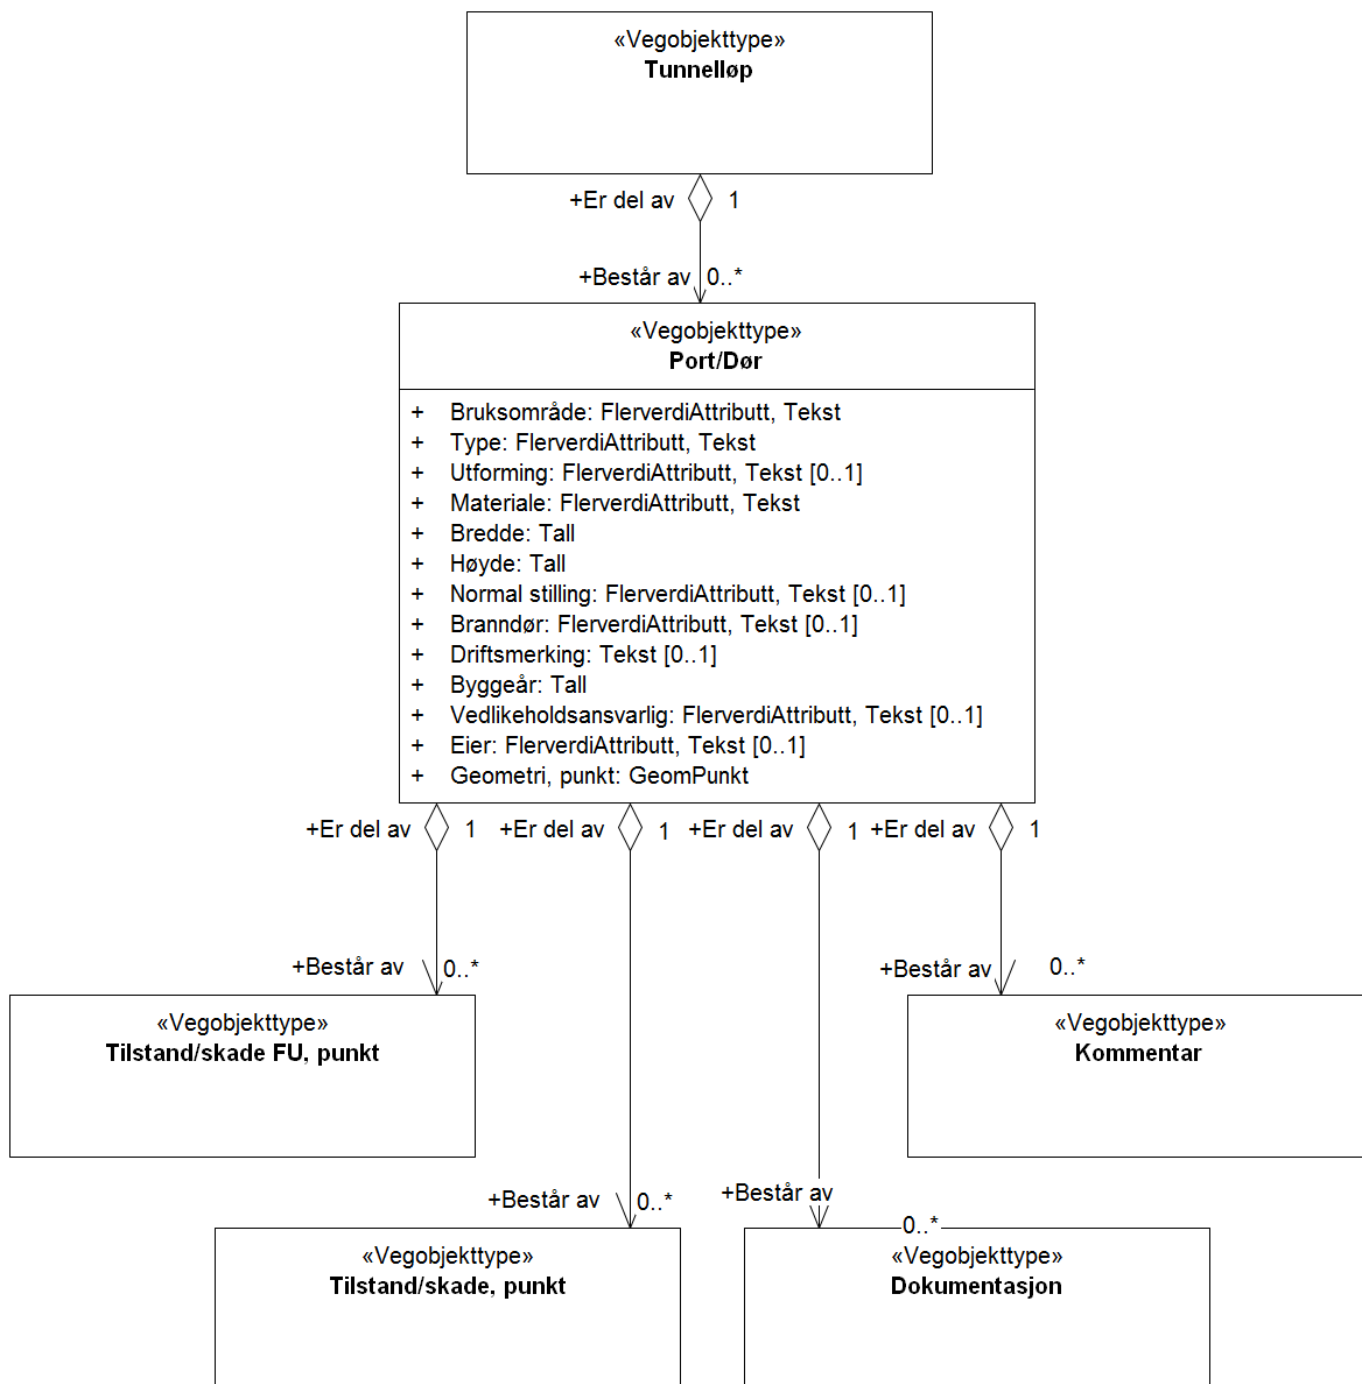 «Vegobjekttype»
Tunnelløp
+Er del av 1
+Består av 0..*
«Vegobjekttype»
Port/Dør
+ Bruksområde: FlerverdiAttributt, Tekst
+ Type: FlerverdiAttributt, Tekst
+ Utforming: FlerverdiAttributt, Tekst [0..1]
+ Materiale: FlerverdiAttributt, Tekst
+ Bredde: Tall
+ Høyde: Tall
+ Normal stilling: FlerverdiAttributt, Tekst [0..1]
+ Branndør: FlerverdiAttributt, Tekst [0..1]
+ Driftsmerking: Tekst [0..1]
+ Byggeår: Tall
+ Vedlikeholdsansvarlig: FlerverdiAttributt, Tekst [0..1]
+ Eier: FlerverdiAttributt, Tekst [0..1]
+ Geometri, punkt: GeomPunkt
+Er del av 1 +Er del av 1 +Er del av 1 +Er del av 1
+Består av 0..* +Består av 0..*
«Vegobjekttype»
Tilstand/skade FU, punkt
«Vegobjekttype»
Kommentar
+Består av 0..* +Består av 0..*
«Vegobjekttype»
Tilstand/skade, punkt
«Vegobjekttype»
Dokumentasjon